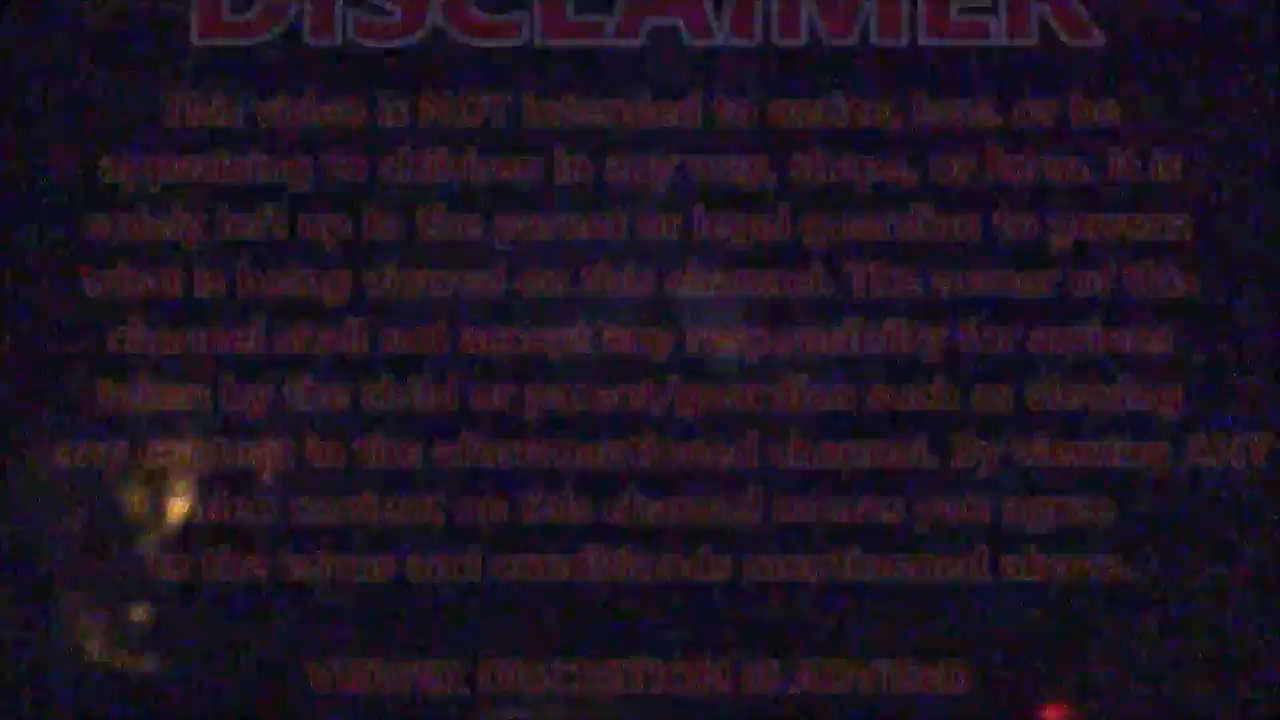 DISCLAIMER
This video is NOT intended to entice, lure, or be
appealing to children in any way, shape, or form. It is
solely left up to the parent or legal guardian to govern
what is being viewed on this channel. The owner of this
channel shall not accept any responsibility for actions
taken by the child or parent/guardian such as viewing
any content in the aforementioned channel. By viewing ANY
video content on this channel means you agree
to the terms and conditions mentioned above.
VIEWER DISCRETION IS ADVISED